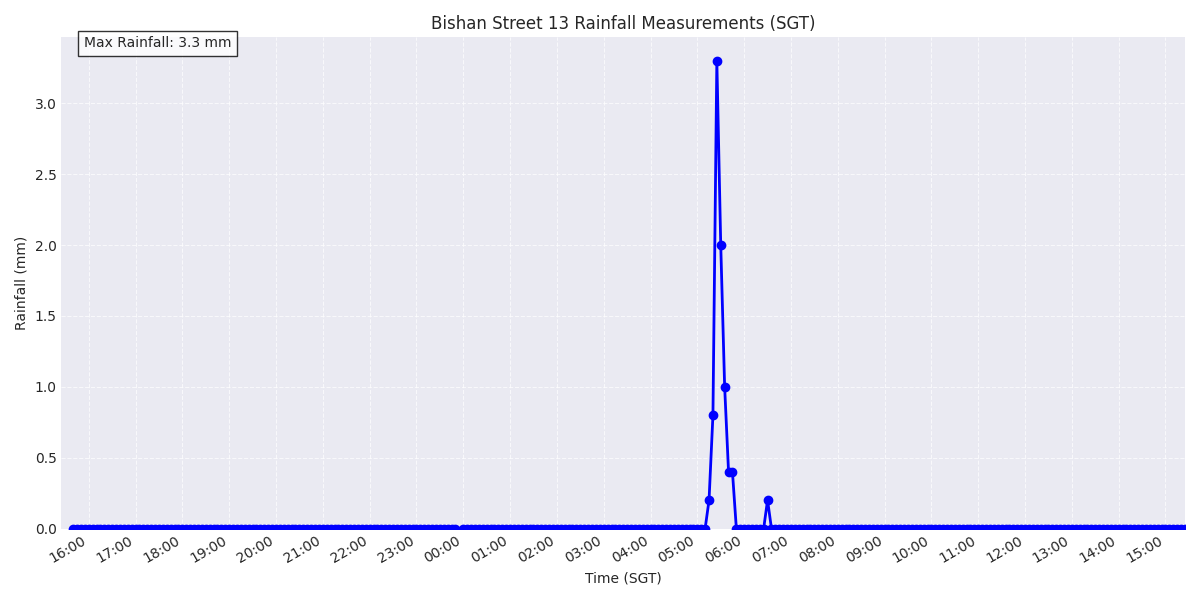 Bishan Street 13 Rainfall Measurements (SGT)
Max Rainfall: 3.3 mm
Rainfall (mm)
3.0
2.5
2.0
1.5
1.0
0.5
0.0
16:00 17:00 18:00 19:00 20:00 21:00 22:00 23:00 00:00 01:00 02:00 03:00 04:00 05:00 06:00 07:00 08:00 09:00 10:00 11:00 12:00 13:00 14:00 15:00
Time (SGT)